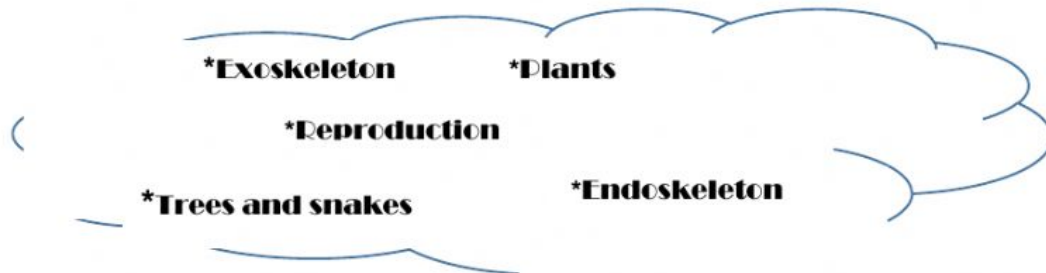 *Exoskeleton *Plants
*Reproduction
*Trees and snakes *Endoskeleton